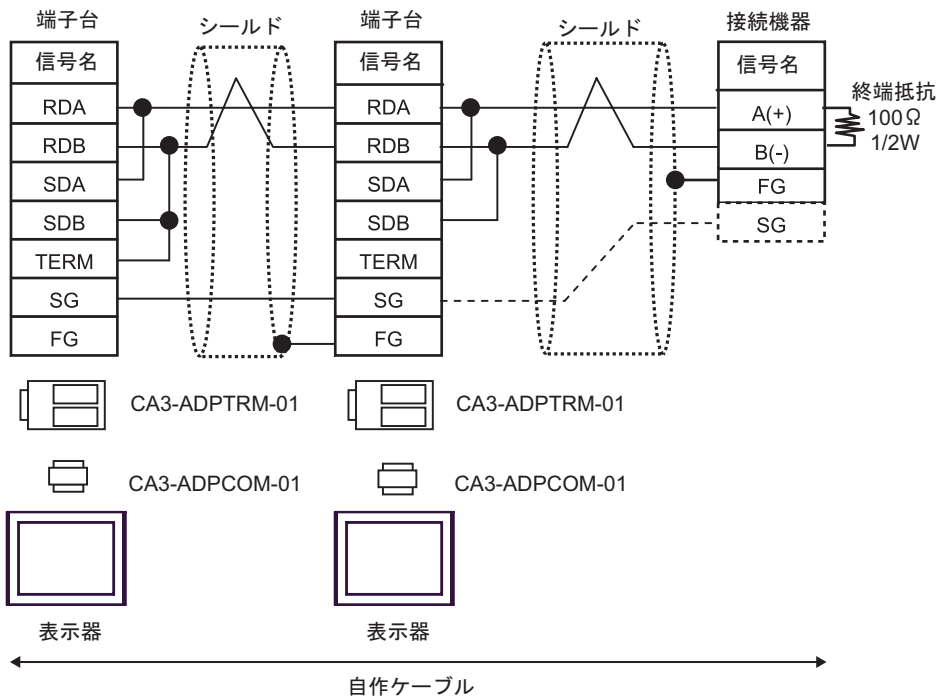 端子台
シールド
端子台
シールド
接続機器
信号名
RDA
RDB
SDA
SDB
TERM
SG
FG
信号名
RDA
RDB
SDA
SDB
TERM
SG
FG
信号名
A(+)
B(-)
FG
SG
終端抵抗
100Ω
1/2W
CA3-ADPTRM-01
CA3-ADPTRM-01
CA3-ADPCOM-01
CA3-ADPCOM-01
表示器
表示器
自作ケーブル